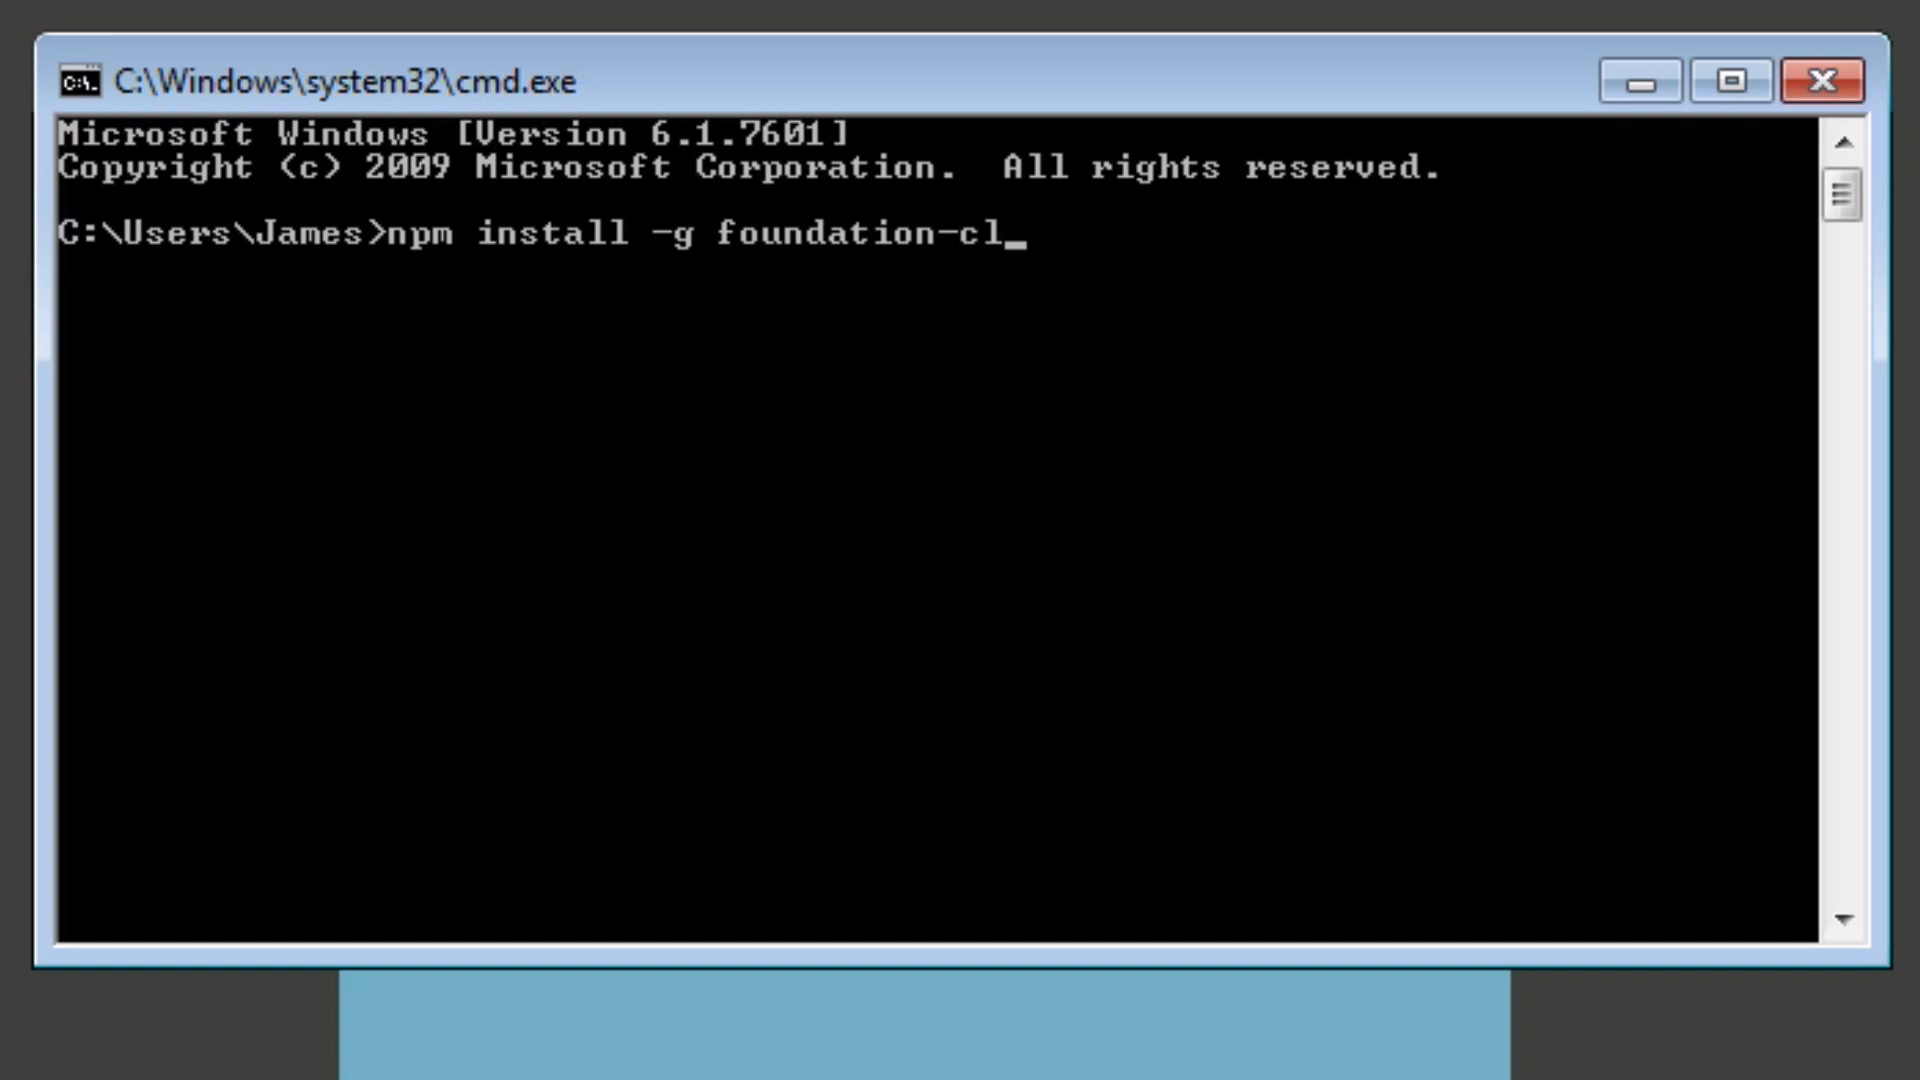 C:\Windows\system32\cmd.exe
Microsoft Windows [Version 6.1.7601]
Copyright (c) 2009 Microsoft Corporation.  All rights reserved.
C:\Users\James>npm install -g foundation-cl_